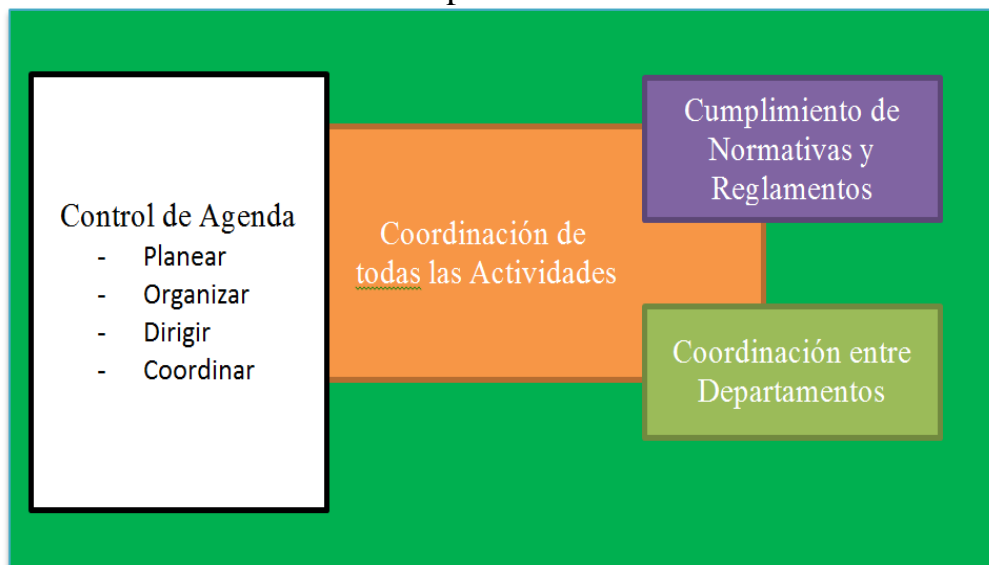 Control de Agenda
- Planear
- Organizar
- Dirigir
- Coordinar
Coordinación de
todas las Actividades
Cumplimiento de
Normativas y
Reglamentos
Coordinación entre
Departamentos